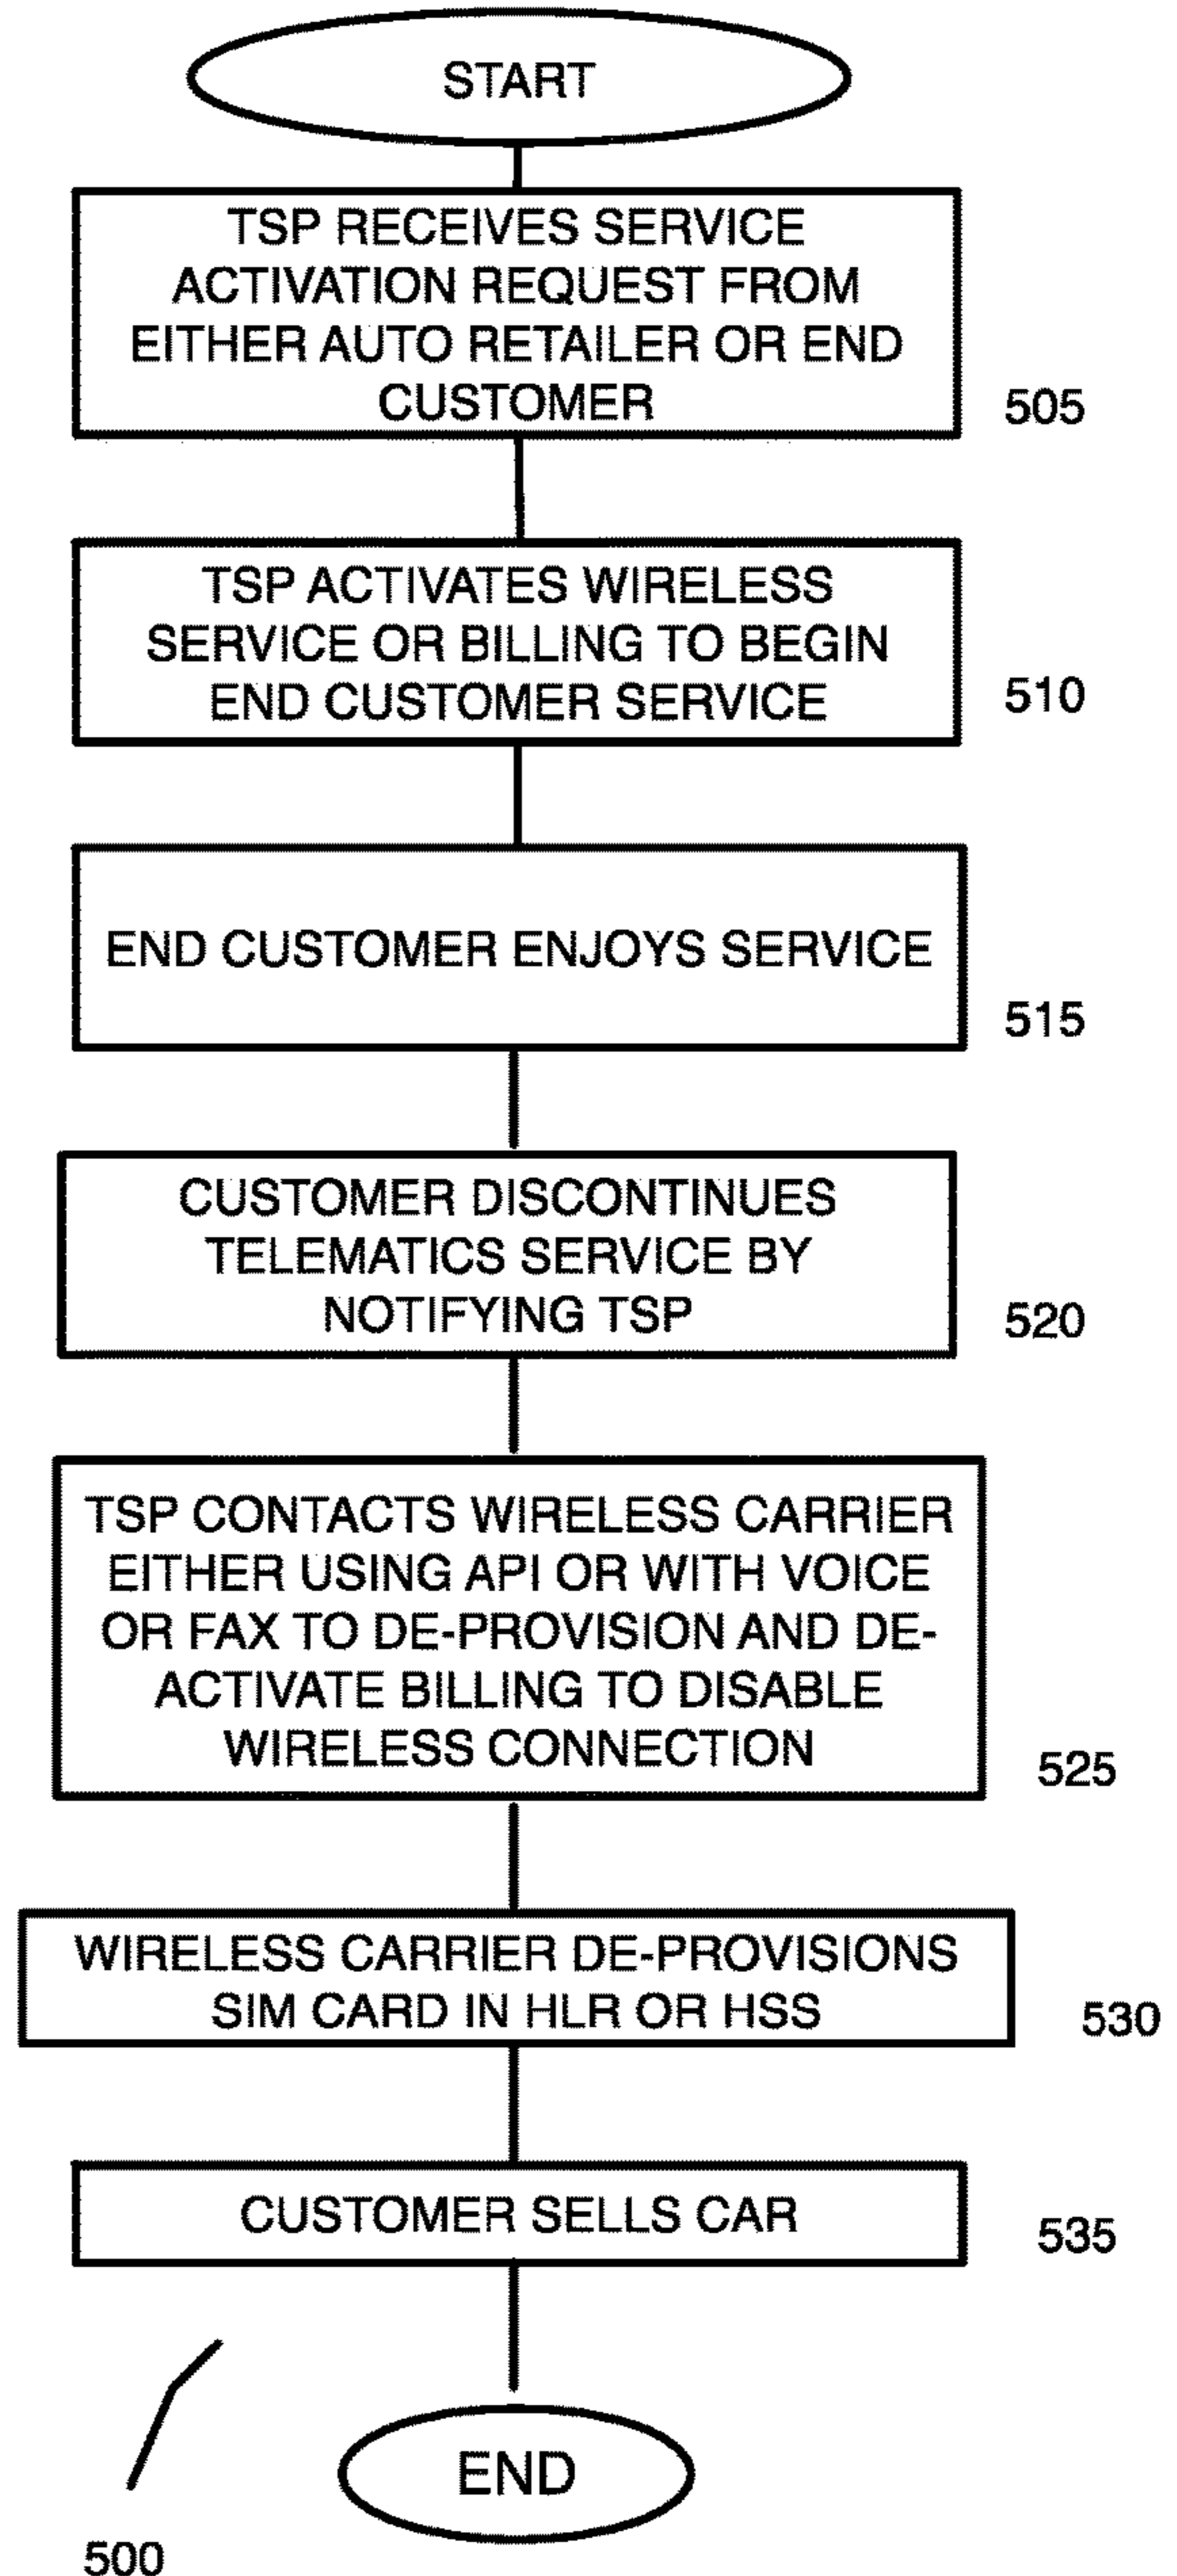 START
TSP RECEIVES SERVICE
ACTIVATION REQUEST FROM
EITHER AUTO RETAILER OR END
CUSTOMER
505
TSP ACTIVATES WIRELESS
SERVICE OR BILLING TO BEGIN
END CUSTOMER SERVICE
510
END CUSTOMER ENJOYS SERVICE
515
CUSTOMER DISCONTINUES
TELEMATICS SERVICE BY
NOTIFYING TSP
520
TSP CONTACTS WIRELESS CARRIER
EITHER USING API OR WITH VOICE
OR FAX TO DE-PROVISION AND DE-
ACTIVATE BILLING TO DISABLE
WIRELESS CONNECTION
525
WIRELESS CARRIER DE-PROVISIONS
SIM CARD IN HLR OR HSS
530
CUSTOMER SELLS CAR
535
END
500